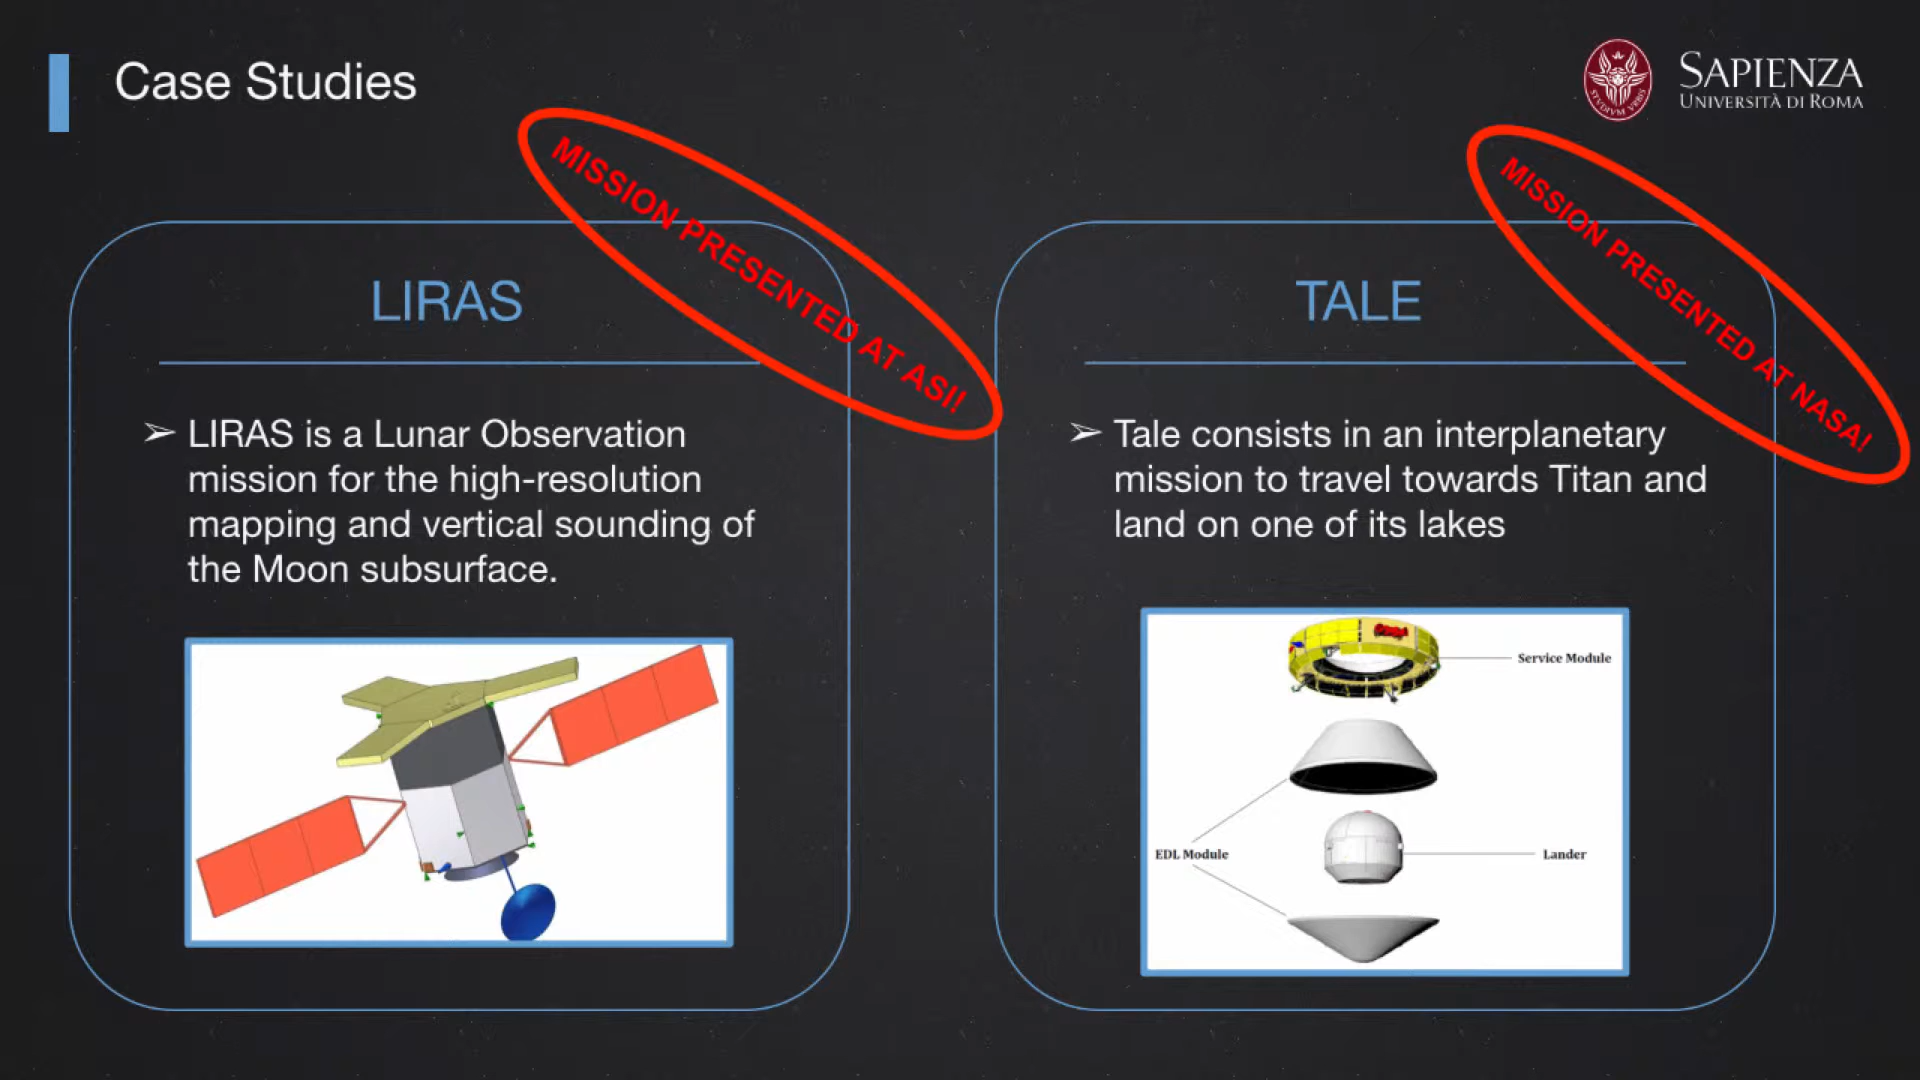 Case Studies
SAPIENZA
UNIVERSITÀ DI ROMA
STVDIVM VRBIS
MISSION PRESENTED AT ASI!
LIRAS
➢ LIRAS is a Lunar Observation
mission for the high-resolution
mapping and vertical sounding of
the Moon subsurface.
MISSION PRESENTED AT NASA!
TALE
➢ Tale consists in an interplanetary
mission to travel towards Titan and
land on one of its lakes
Service Module
EDL Module
Lander